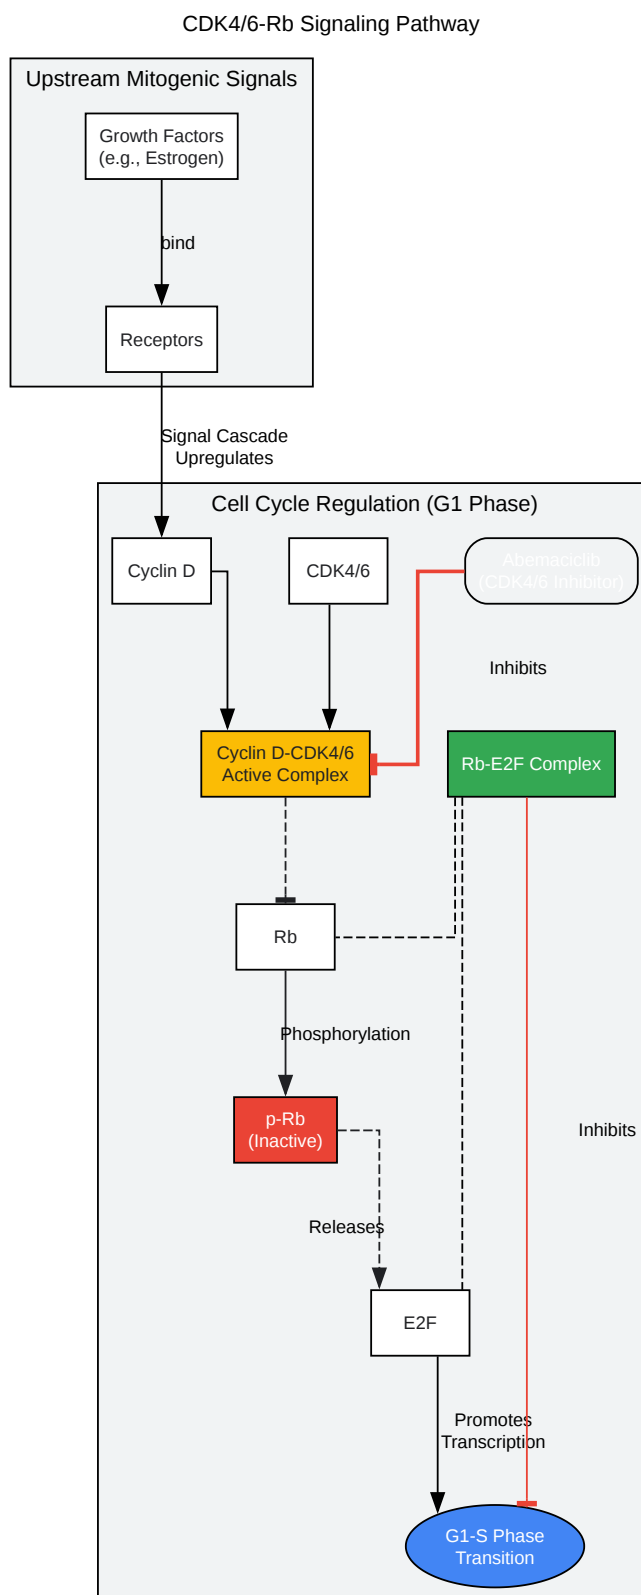 CDK4/6-Rb Signaling Pathway
Upstream Mitogenic Signals
Growth Factors
(e.g., Estrogen)
bind
Receptors
Signal Cascade
Upregulates
Cell Cycle Regulation (G1 Phase)
Cyclin D
CDK4/6
Abemaciclib
(CDK4/6 Inhibitor)
Inhibits
Cyclin D-CDK4/6
Active Complex
Rb-E2F Complex
Rb
Phosphorylation
p-Rb
(Inactive)
Inhibits
Releases
E2F
Promotes
Transcription
G1-S Phase
Transition